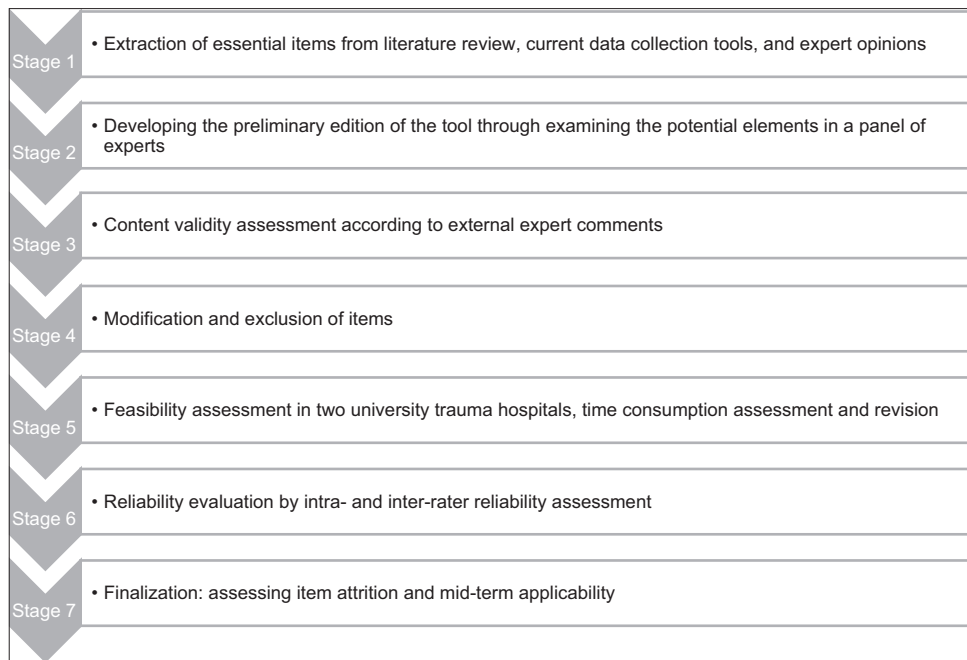 Stage 1
• Extraction of essential items from literature review, current data collection tools, and expert opinions
Stage 2
• Developing the preliminary edition of the tool through examining the potential elements in a panel of
experts
Stage 3
• Content validity assessment according to external expert comments
Stage 4
• Modification and exclusion of items
Stage 5
• Feasibility assessment in two university trauma hospitals, time consumption assessment and revision
Stage 6
• Reliability evaluation by intra- and inter-rater reliability assessment
Stage 7
• Finalization: assessing item attrition and mid-term applicability